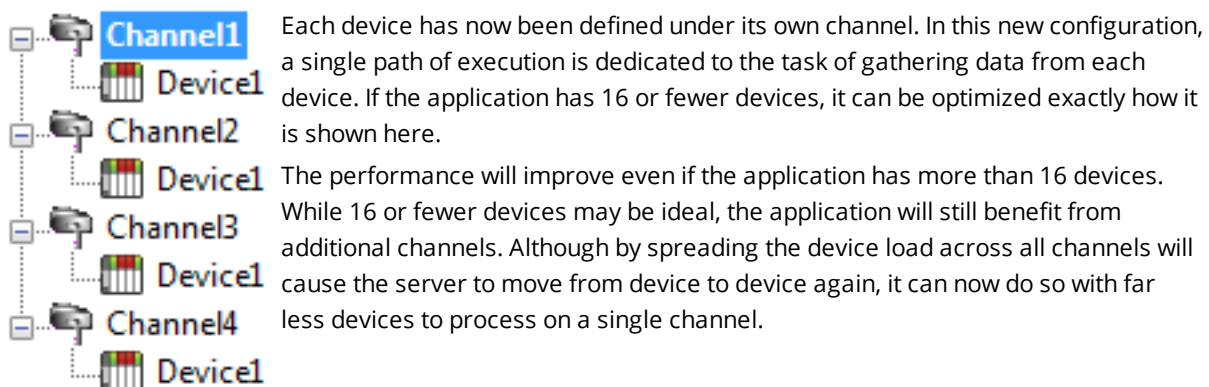 Channel1
Device1
Channel2
Device1
Channel3
Device1
Channel4
Device1
Each device has now been defined under its own channel. In this new configuration,
a single path of execution is dedicated to the task of gathering data from each
device. If the application has 16 or fewer devices, it can be optimized exactly how it
is shown here.
The performance will improve even if the application has more than 16 devices.
While 16 or fewer devices may be ideal, the application will still benefit from
additional channels. Although by spreading the device load across all channels will
cause the server to move from device to device again, it can now do so with far
less devices to process on a single channel.